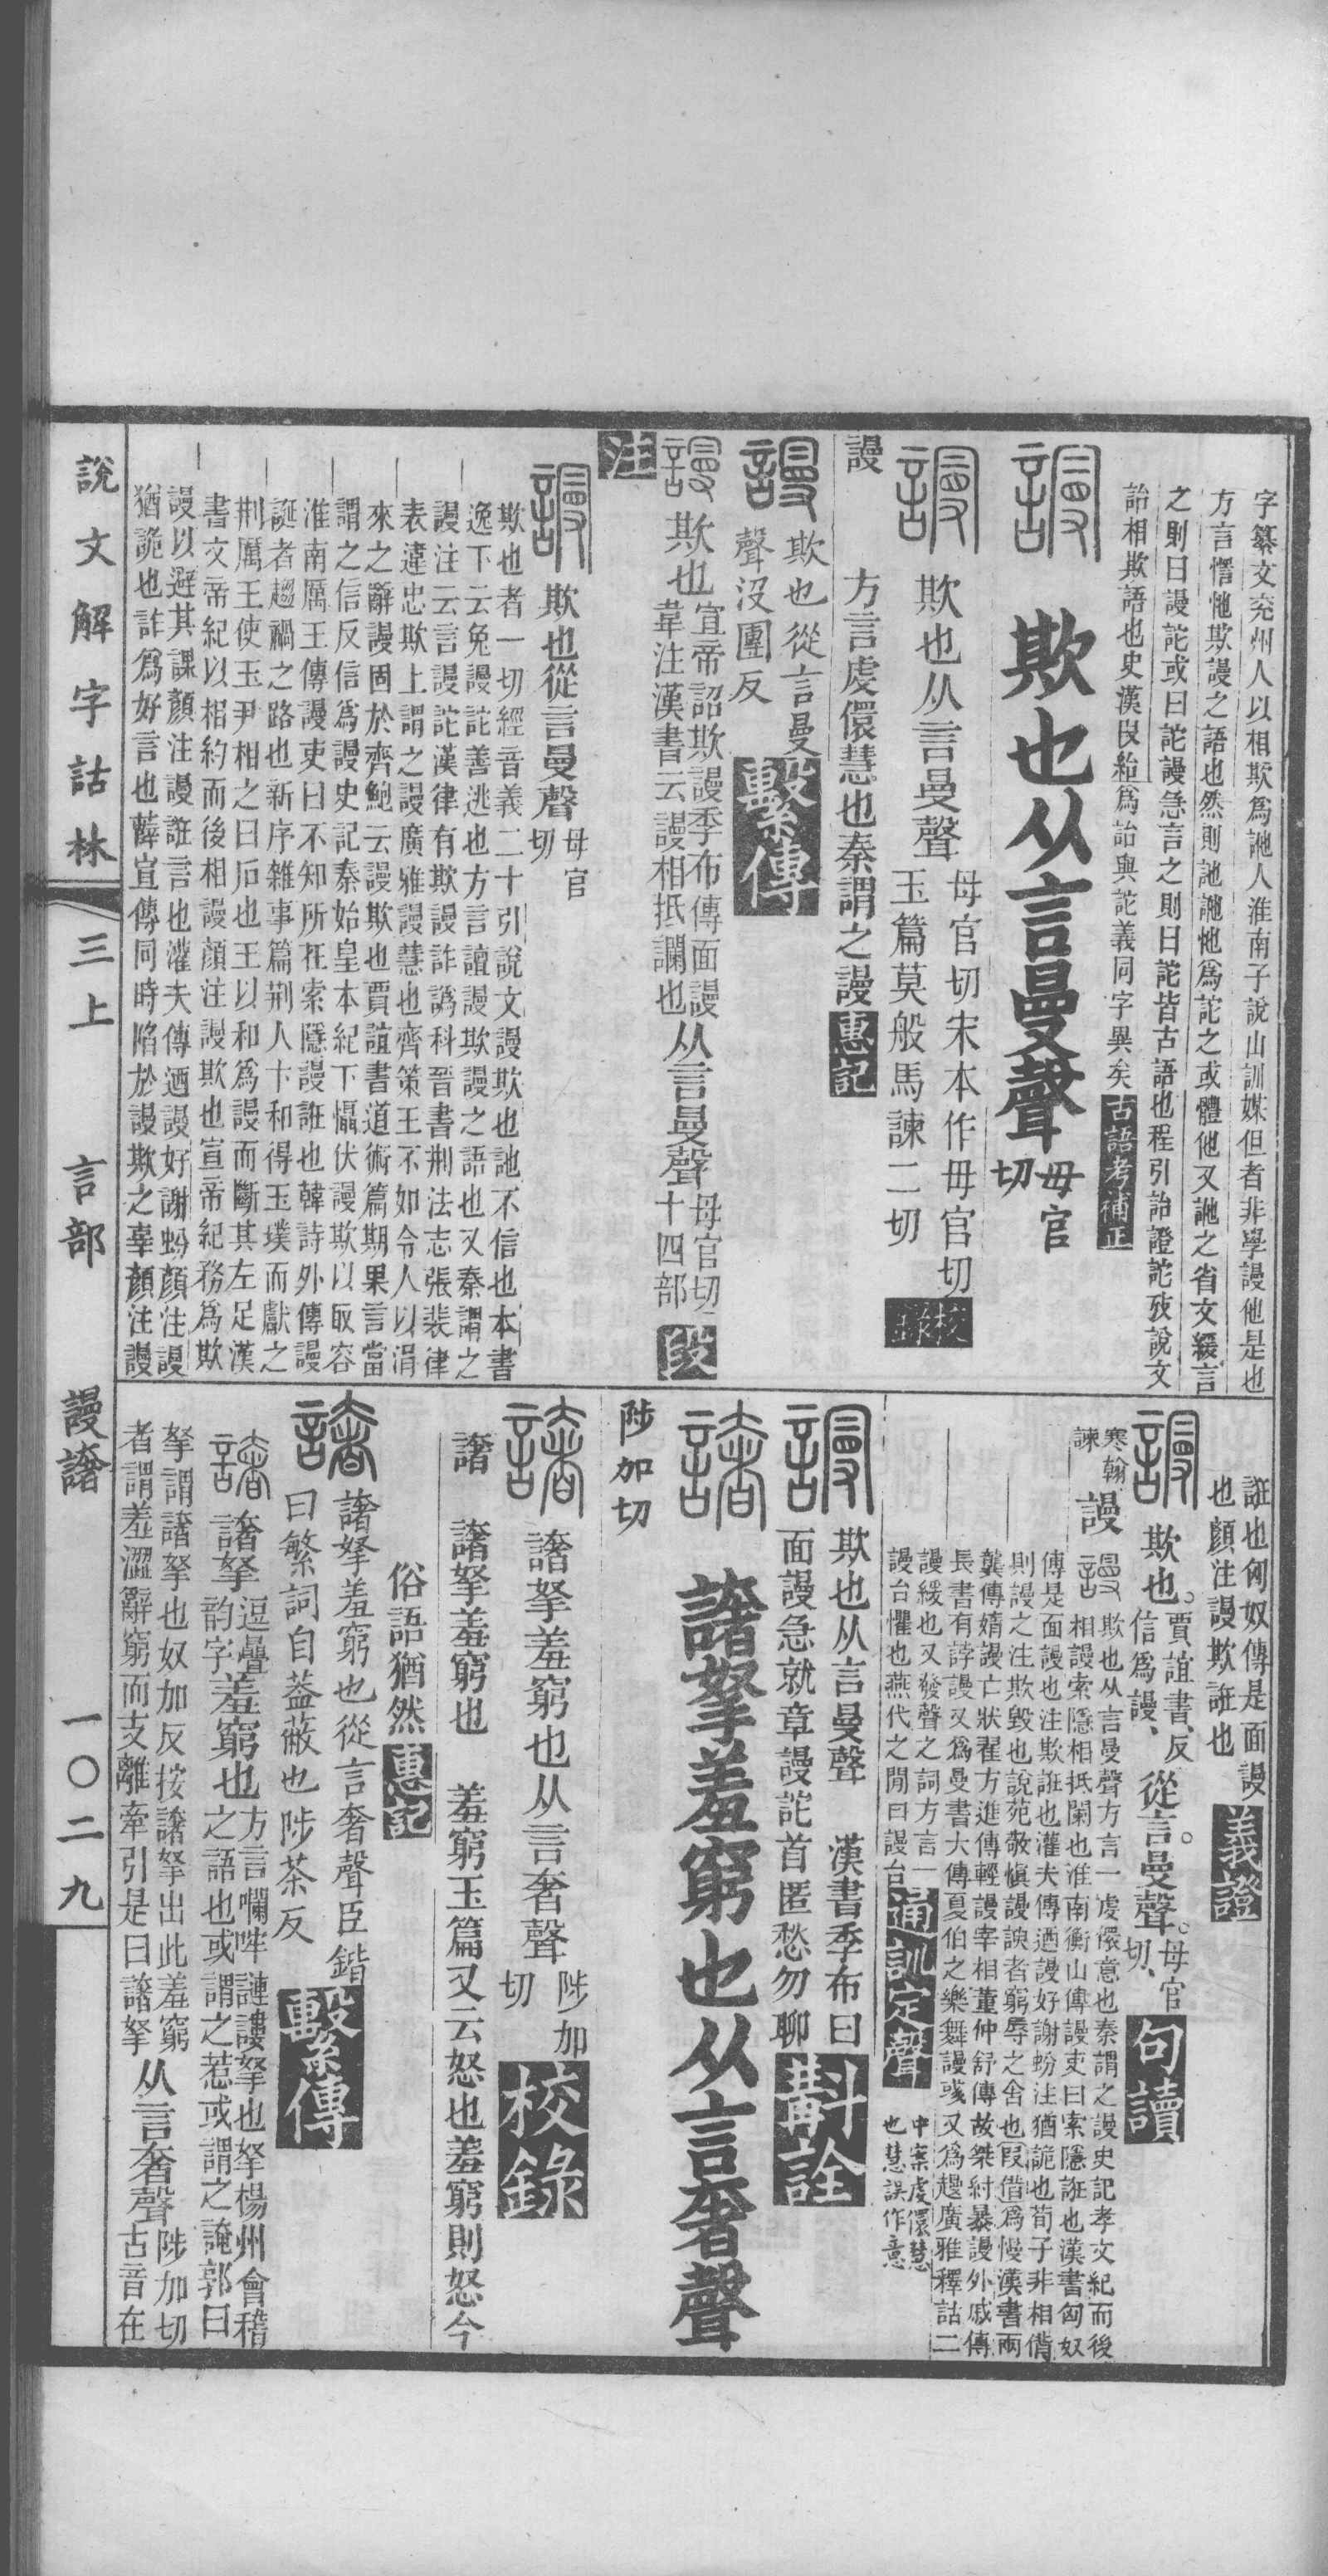 字纂文兖州人以相欺爲訑人淮南子說山訓媒但者非學謾他是也
方言㦚忚欺謾之語也然則訑謻忚爲詑之或體他又訑之省文緩言
之則曰謾詑或曰詑謾急言之則曰詑皆古語也程引詒證詑攷說文
詒相欺語也史漢叚紿爲詒與詑義同字異矣古語考補正
謾 欺也从言曼聲母官切
謾 欺也从言曼聲母官切宋本作毋官切
玉篇莫般馬諫二切校錄
謾 方言虔儇慧也秦謂之謾惠記
謾 欺也從言曼
聲沒團反繫傳
謾 欺也宣帝詔欺謾季布傳面謾
韋注漢書云謾相抵讕也从言曼聲母官切十四部段
注
謾 欺也從言曼聲母官切
欺也者一切經音義二十引說文謾欺也訑不信也本書
逸下云兔謾詑善逃也方言謾欺謾之語也又秦謂之
謾注云言謾詑漢律有欺謾詐譌科晉書刑法志張裴律
表違忠欺上謂之謾廣雅謾慧也齊策王不如令人以涓
來之辭謾固於齊鮑云謾欺也賈誼書道術篇期果言當
謂之信反信爲謾史記秦始皇本紀下懾伏謾欺以取容
淮南厲王傳謾吏曰不知所在索隱謾誑也韓詩外傳謾
誕者趨禍之路也新序雜事篇荆人卞和得玉璞而獻之
荆厲王使玉尹相之曰石也王以和爲謾而斷其左足漢
書文帝紀以相約而後相謾顏注謾欺也宣帝紀務爲欺
謾以避其課顏注謾誑言也灌夫傳迺謾好謝蚡顏注謾
猶詭也詐爲好言也薛宣傳同時陷於謾欺之辜顏注謾
誑也匈奴傳是面謾
也顏注謾欺誑也義證
謾 欺也。賈誼書、反
信爲謾、從言。曼聲。母官
切、句讀
寒翰
諫 謾 謾 欺也从言曼聲方言一虔儇意也秦謂之謾史記孝文紀而後
相謾索隱相抵闌也淮南衡山傳謾吏曰索隱誑也漢書匈奴
傳是面謾也注欺誑也灌夫傳迺謾好謝蚡注猶詭也荀子非相偝
則謾之注欺毀也說苑敬愼謾諛者窮辱之舍也叚借爲慢漢書兩
龔傳婧謾亡狀翟方進傳輕謾宰相董仲舒傳故桀紂暴謾外戚傳
長書有誖謾又爲曼書大傳夏伯之樂舞謾彧又爲趧廣雅釋詁二
謾緩也又發聲之詞方言一
謾台懼也燕代之閒曰謾台通訓定聲中案虔儇慧
也慧誤作意
謾 欺也从言曼聲 漢書季布曰
面謾急就章謾詑首匿愁勿聊斠詮
譇 譇拏羞窮也从言奢聲
陟加切
譇 譇拏羞窮也从言奢聲陟加切校錄
譇 譇拏羞窮也 羞窮玉篇又云怒也羞窮則怒今
俗語猶然惠記
譇 譇拏羞窮也從言奢聲臣鍇
曰繁詞自蓋蔽也陟茶反繫傳
譇 譇拏逗疊韵字羞窮也方言囒哰謰謱拏也拏楊州會稽
之語也或謂之惹或謂之䛳郭曰
拏謂譇拏也奴加反按譇拏出此羞窮
者謂羞澀辭窮而支離牽引是曰譇拏从言奢聲陟加切古音在
說文解字詁林 三上 言部 謾譇 一〇二九